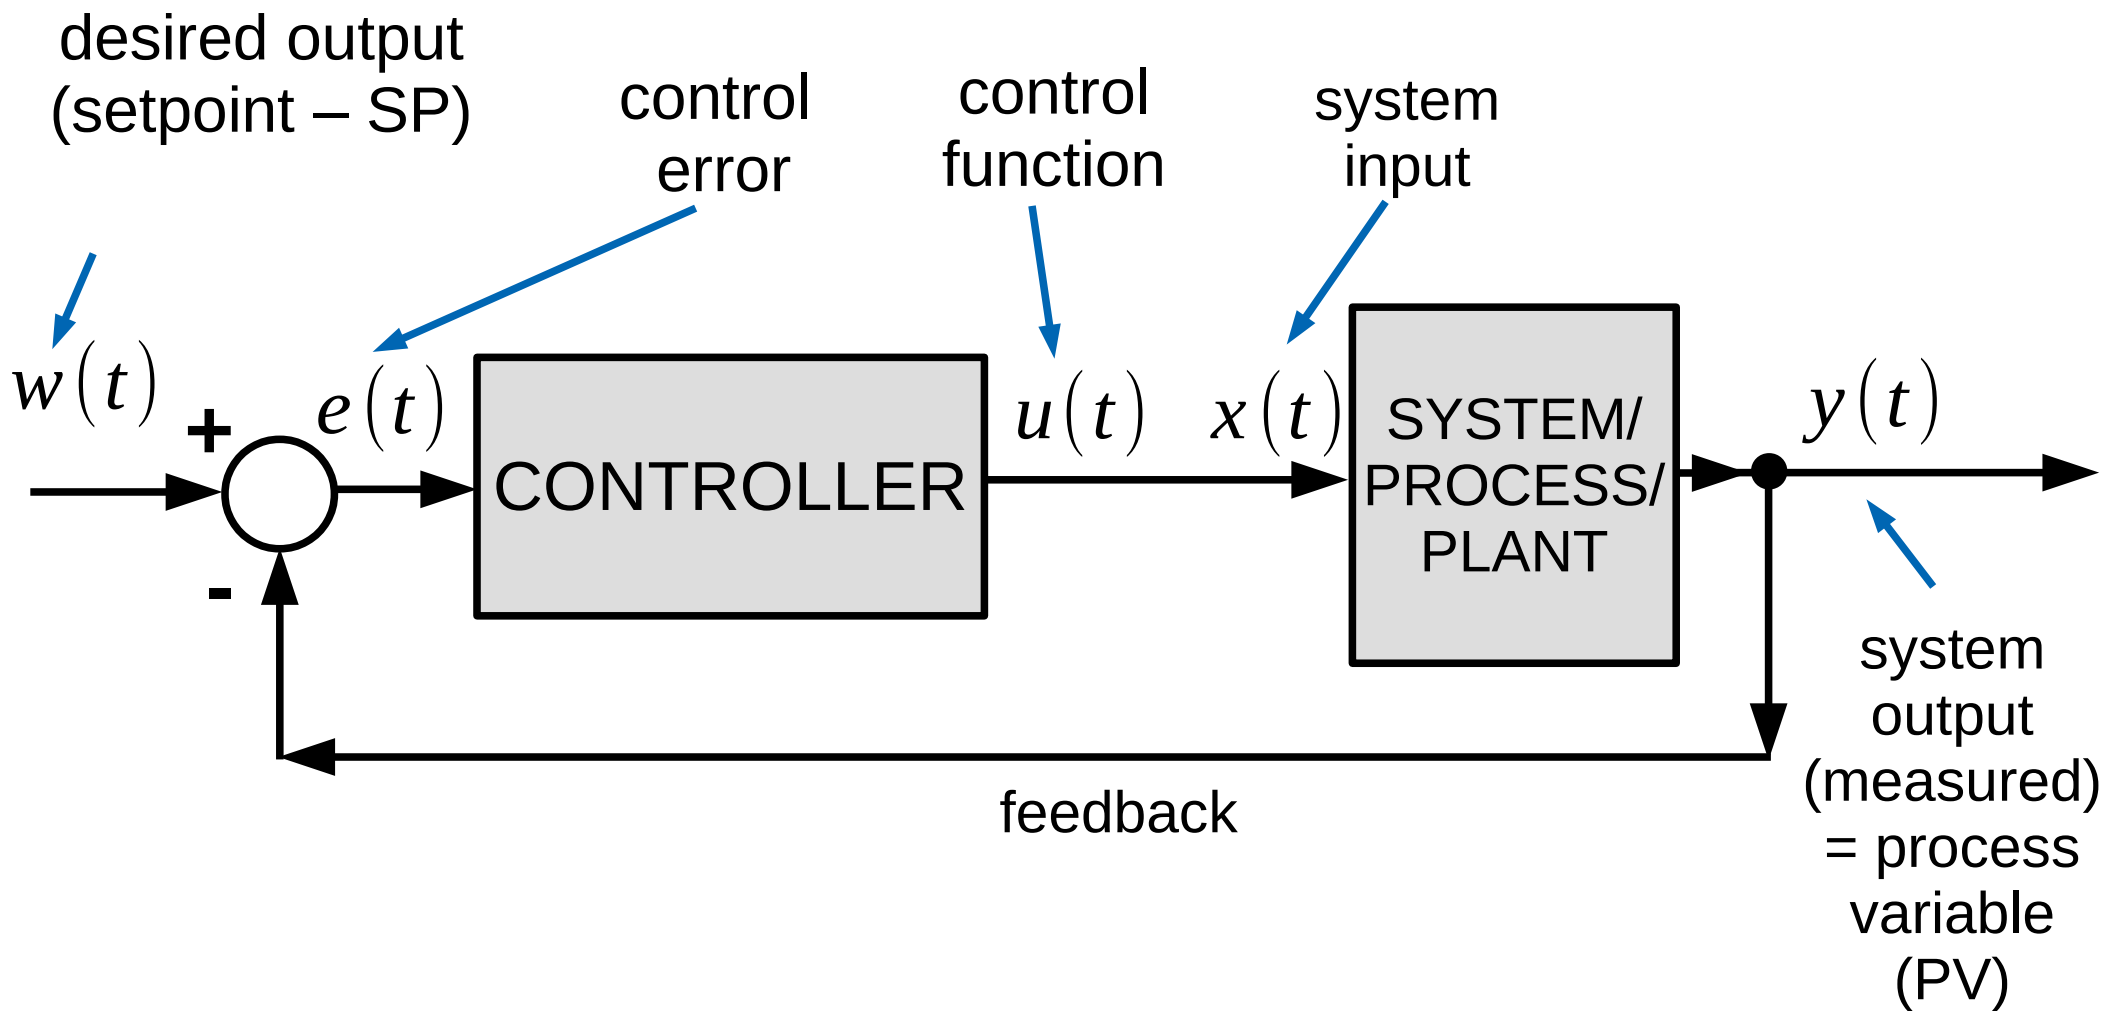 desired output
(setpoint – SP)
control
error
control
function
system
input
w(t)
+
-
e(t)
CONTROLLER
u(t)
x(t)
SYSTEM/
PROCESS/
PLANT
y(t)
feedback
system
output
(measured)
= process
variable
(PV)